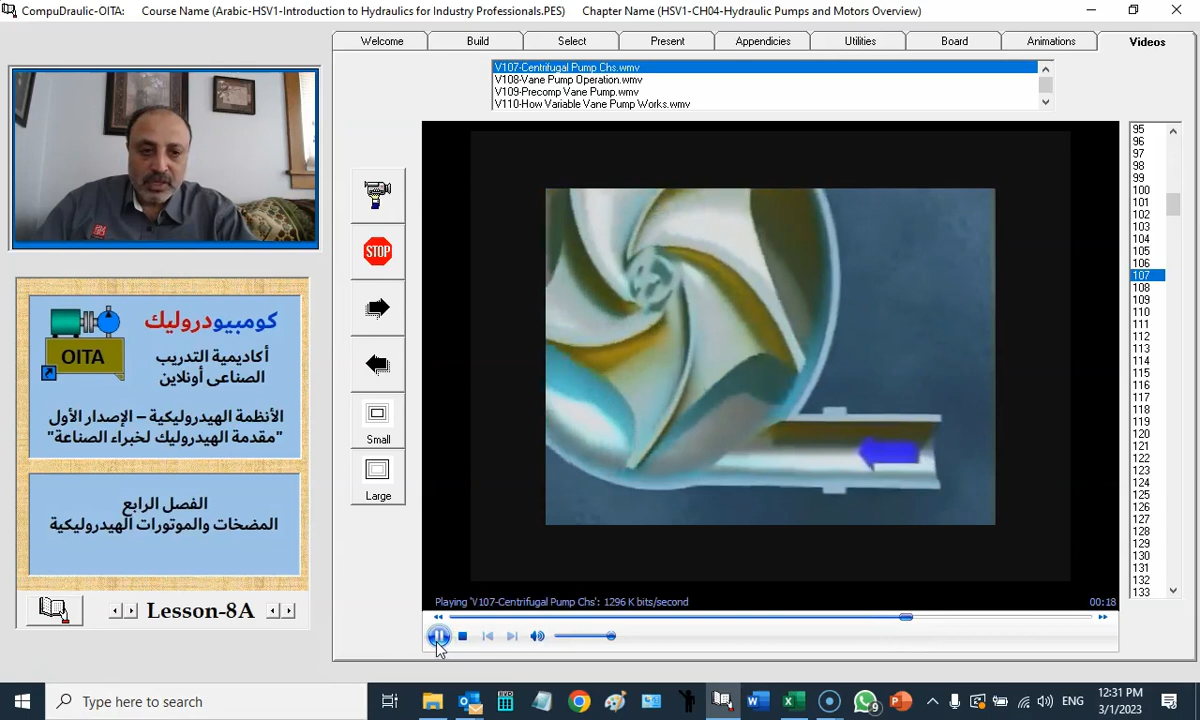 CompuDraulic-OITA: Course Name (Arabic-HSV1-Introduction to Hydraulics for Industry Professionals.PES) Chapter Name (HSV1-CH04-Hydraulic Pumps and Motors Overview)
Welcome Build Select Present Appendicies Utilities Board Animations Videos
V107-Centrifugal Pump Chs.wmv
V108-Vane Pump Operation.wmv
V109-Precomp Vane Pump.wmv
V110-How Variable Vane Pump Works.wmv
STOP
Small
Large
OITA
كومبيودروليك
أكاديمية التدريب
الصناعى أونلاين
الأنظمة الهيدروليكية – الإصدار الأول
"مقدمة الهيدروليك لخبراء الصناعة"
الفصل الرابع
المضخات والموتورات الهيدروليكية
Lesson-8A
Playing 'V107-Centrifugal Pump Chs': 1296 K bits/second
00:18
95
96
97
98
99
100
101
102
103
104
105
106
107
108
109
110
111
112
113
114
115
116
117
118
119
120
121
122
123
124
125
126
127
128
129
130
131
132
133
Type here to search
9
ENG
12:31 PM
3/1/2023